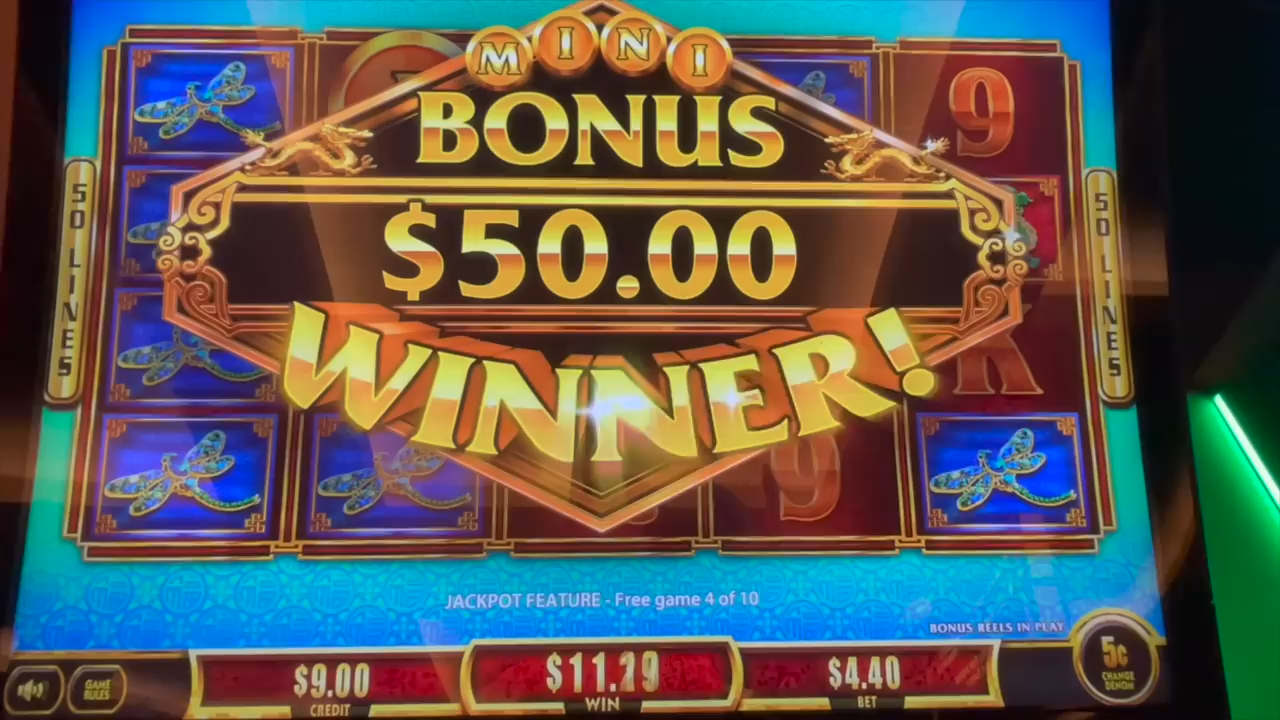 MINI
BONUS
$50.00
WINNER!
50 LINES
50 LINES
9
K
9
JACKPOT FEATURE - Free game 4 of 10
BONUS REELS IN PLAY
GAME
RULES
$9.00
CREDIT
WIN
$4.40
BET
5¢
CHANGE
DENOM